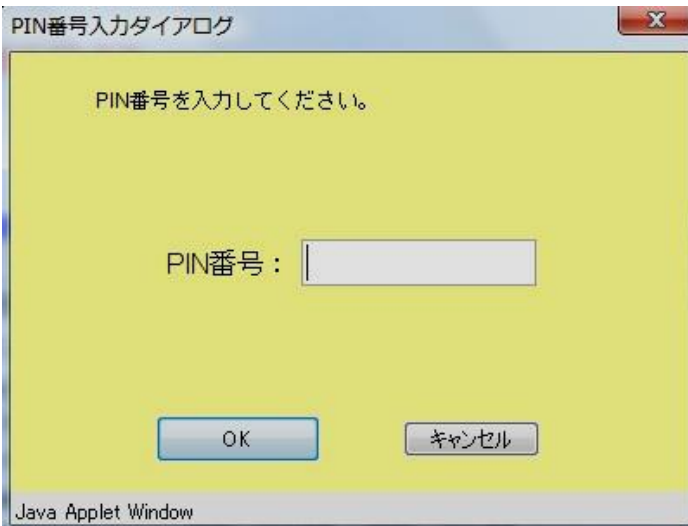 PIN番号入力ダイアログ
PIN番号を入力してください。
PIN番号：
OK
キャンセル
Java Applet Window